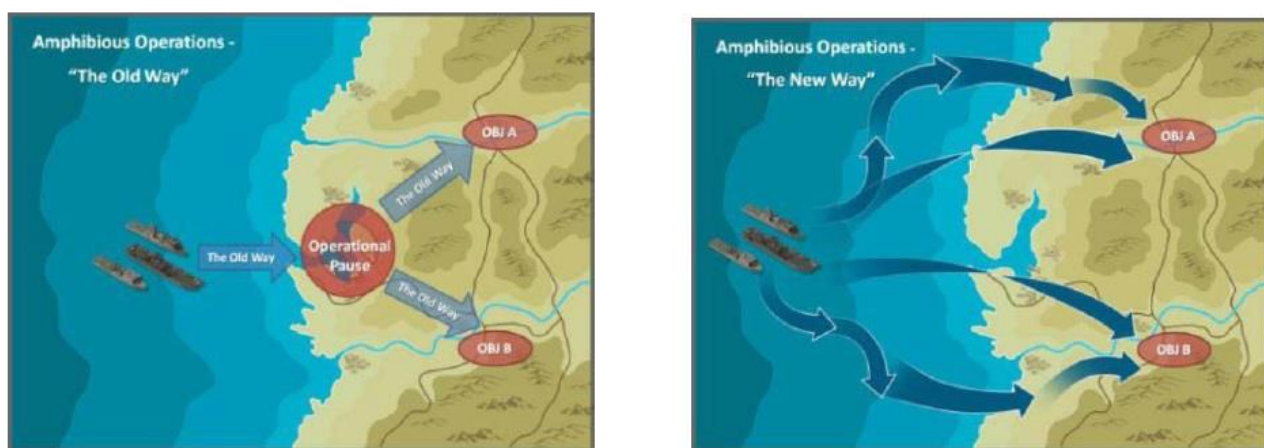 Amphibious Operations -
"The Old Way"
OBJ A
The Old Way
The Old Way
Operational
Pause
The Old Way
OBJ B
Amphibious Operations -
"The New Way"
OBJ A
OBJ B